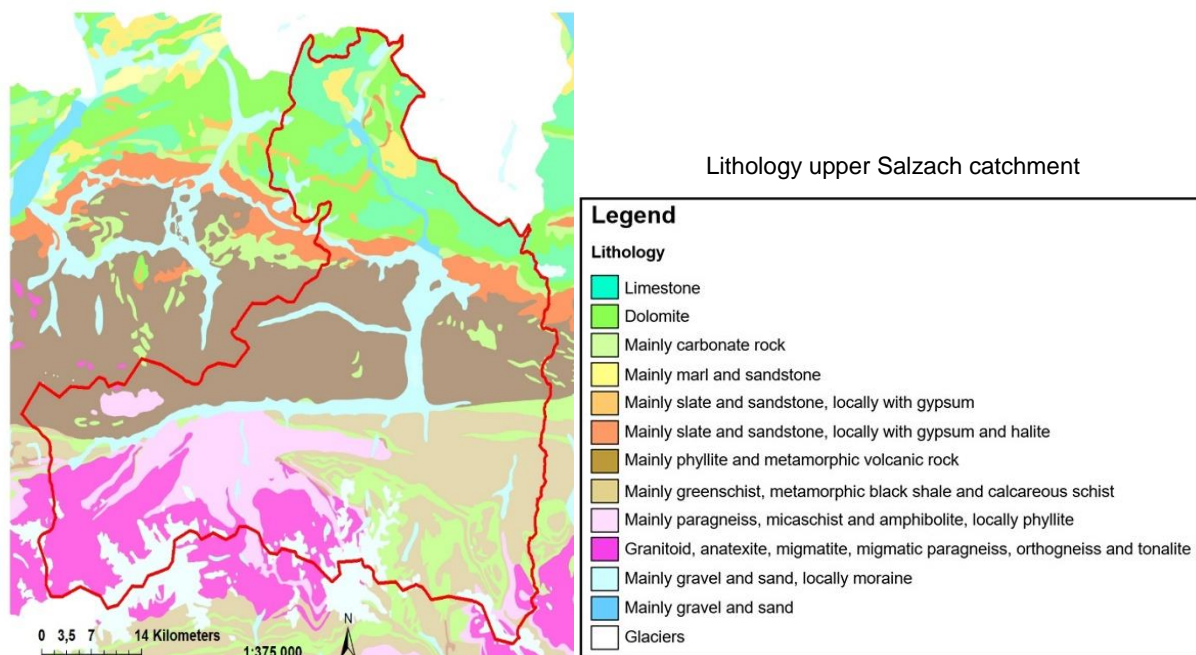 Lithology upper Salzach catchment
Legend
Lithology
Limestone
Dolomite
Mainly carbonate rock
Mainly marl and sandstone
Mainly slate and sandstone, locally with gypsum
Mainly slate and sandstone, locally with gypsum and halite
Mainly phyllite and metamorphic volcanic rock
Mainly greenschist, metamorphic black shale and calcareous schist
Mainly paragneiss, micaschist and amphibolite, locally phyllite
Granitoid, anatexite, migmatite, migmatic paragneiss, orthogneiss and tonalite
Mainly gravel and sand, locally moraine
Mainly gravel and sand
Glaciers
N
0 3,5 7 14 Kilometers
1:375.000